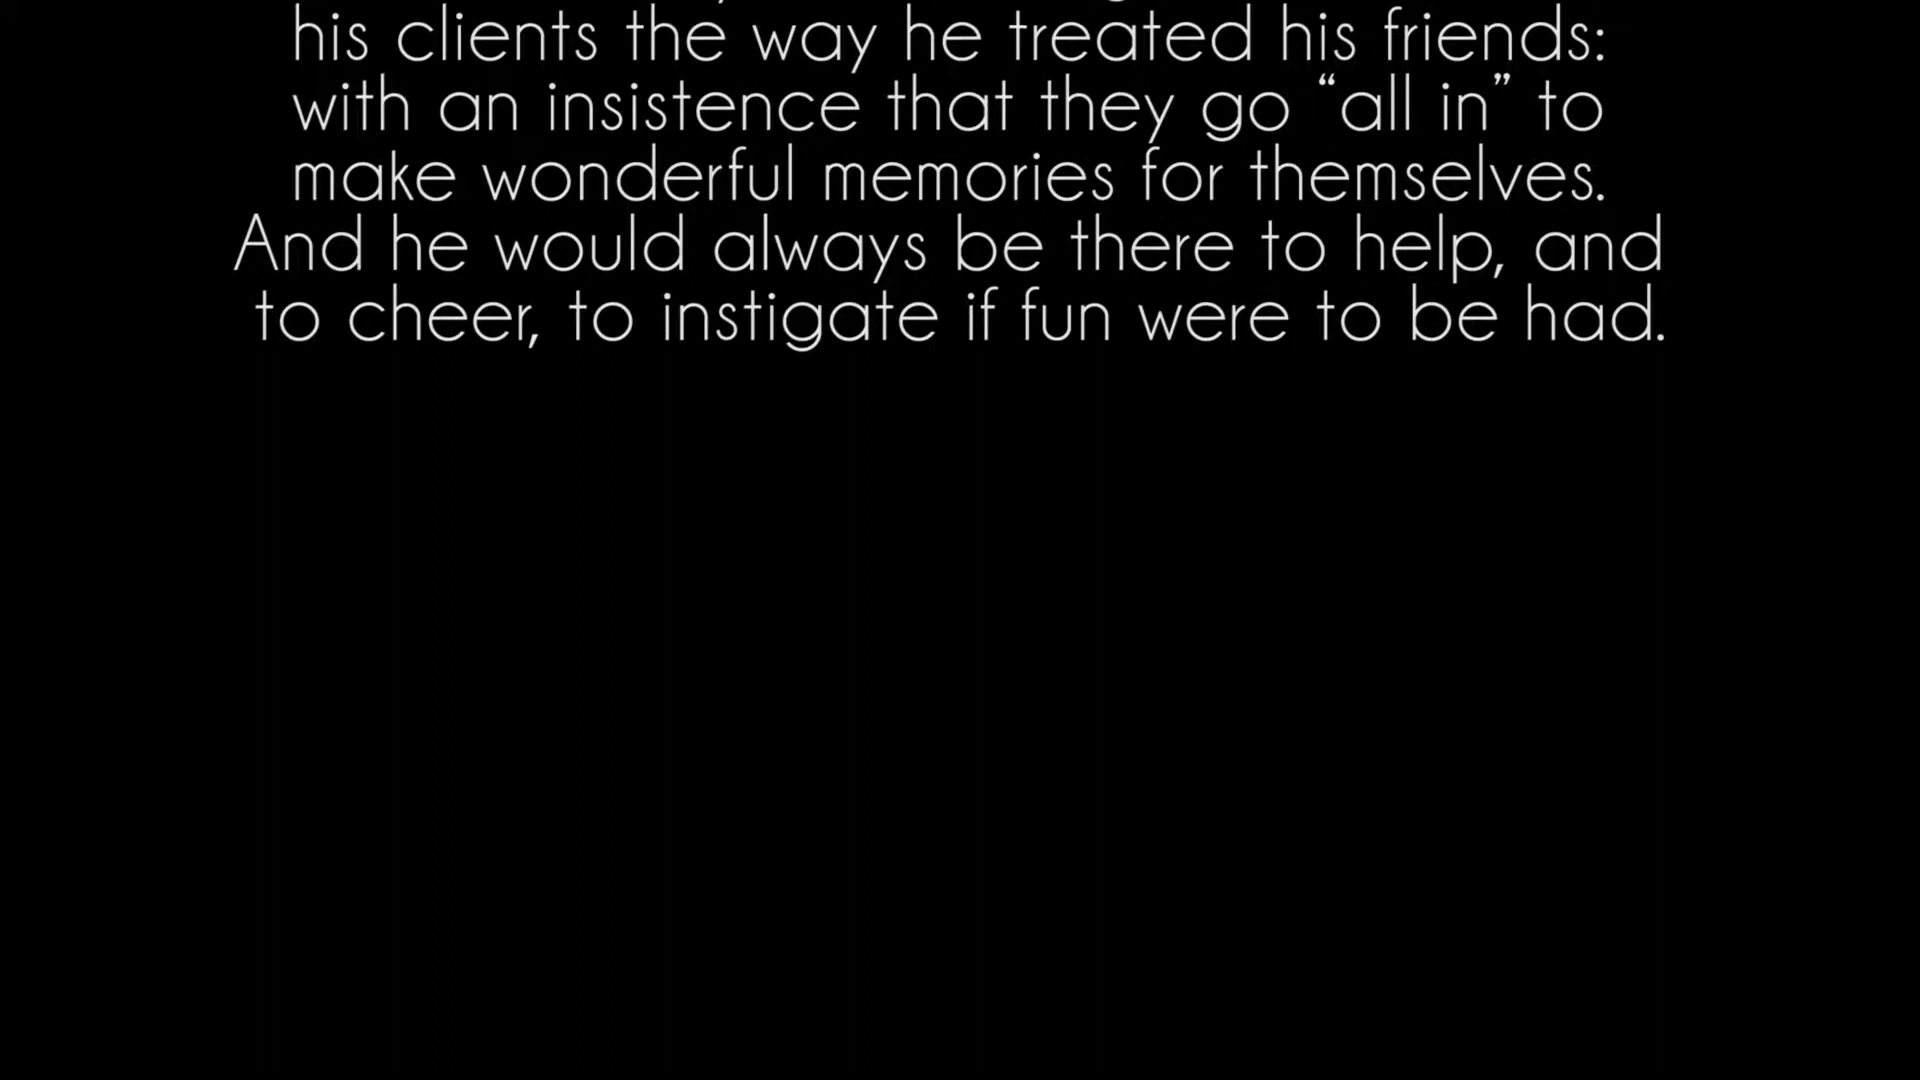 his clients the way he treated his friends:
with an insistence that they go “all in” to
make wonderful memories for themselves.
And he would always be there to help, and
to cheer, to instigate if fun were to be had.